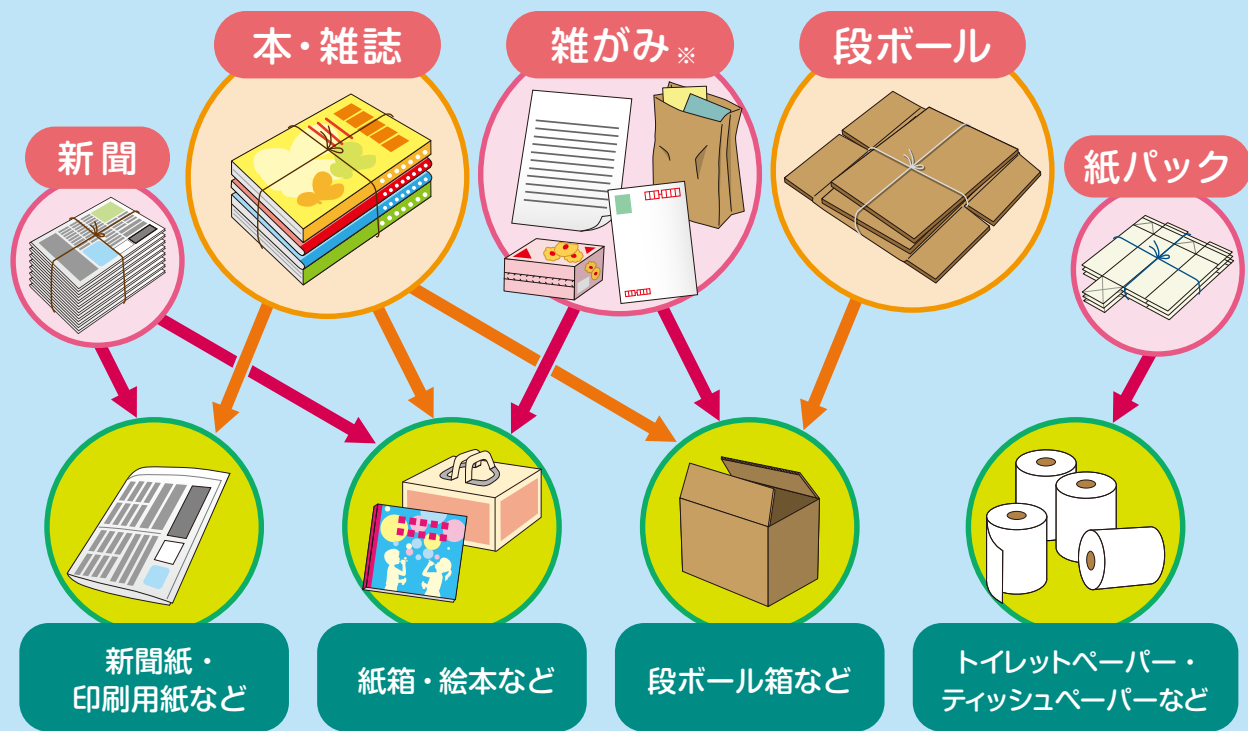 本・雑誌
雑がみ※
段ボール
新聞
紙パック
新聞紙・
印刷用紙など
紙箱・絵本など
段ボール箱など
トイレットペーパー・
ティッシュペーパーなど